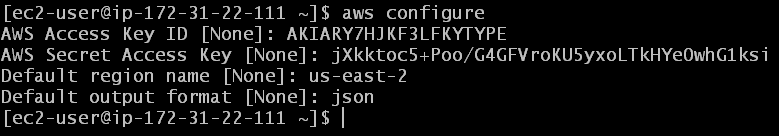 [ec2-user@ip-172-31-22-111 ~]$ aws configure
AWS Access Key ID [None]: AKIARY7HJKF3LFKYTYPE
AWS Secret Access Key [None]: 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
Default region name [None]: us-east-2
Default output format [None]: json
[ec2-user@ip-172-31-22-111 ~]$